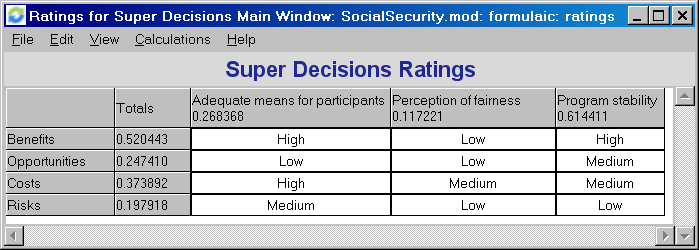 Ratings for Super Decisions Main Window: SocialSecurity.mod: formulaic: ratings
File Edit View Calculations Help
Super Decisions Ratings
Totals Adequate means for participants Perception of fairness Program stability
0.268368 0.117221 0.614411
Benefits 0.520443 High Low High
Opportunities 0.247410 Low Low Medium
Costs 0.373892 High Medium Medium
Risks 0.197918 Medium Low Low